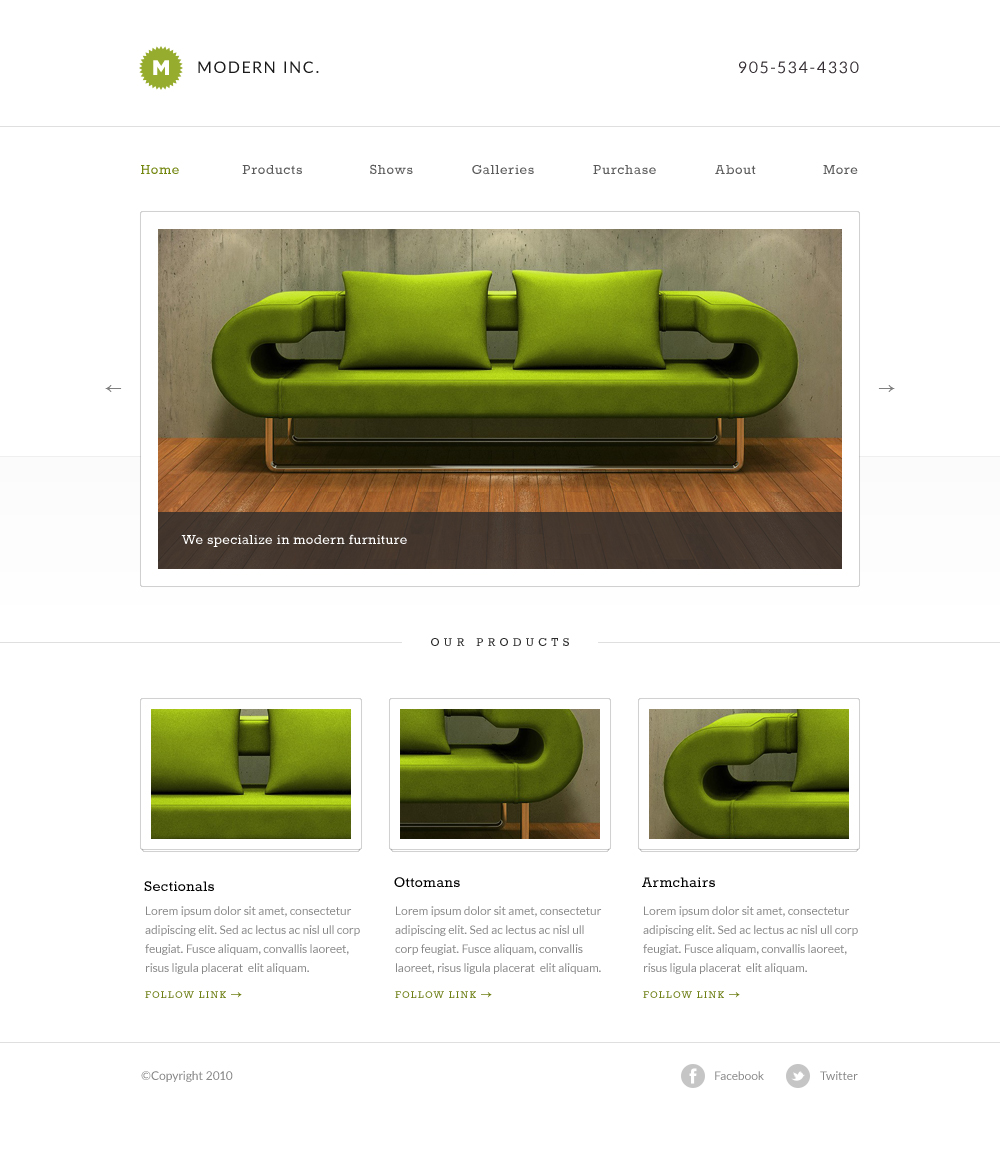 M MODERN INC.
905-534-4330
Home Products Shows Galleries Purchase About More
←
→
We specialize in modern furniture
OUR PRODUCTS
Sectionals
Lorem ipsum dolor sit amet, consectetur
adipiscing elit. Sed ac lectus ac nisl ull corp
feugiat. Fusce aliquam, convallis laoreet,
risus ligula placerat elit aliquam.
FOLLOW LINK →
Ottomans
Lorem ipsum dolor sit amet, consectetur
adipiscing elit. Sed ac lectus ac nisl ull
corp feugiat. Fusce aliquam, convallis
laoreet, risus ligula placerat elit aliquam.
FOLLOW LINK →
Armchairs
Lorem ipsum dolor sit amet, consectetur
adipiscing elit. Sed ac lectus ac nisl ull corp
feugiat. Fusce aliquam, convallis laoreet,
risus ligula placerat elit aliquam.
FOLLOW LINK →
©Copyright 2010
f Facebook
Twitter